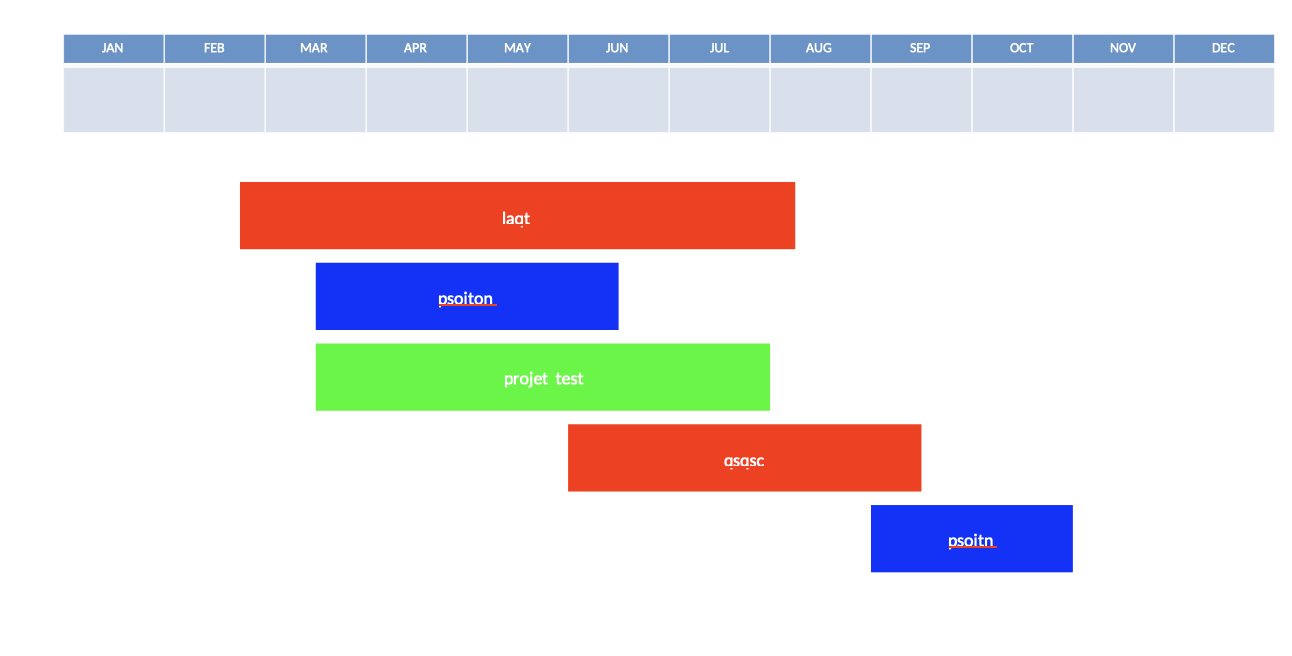 JAN FEB MAR APR MAY JUN JUL AUG SEP OCT NOV DEC
laqt
psoiton
projet test
qsqsc
psoitn